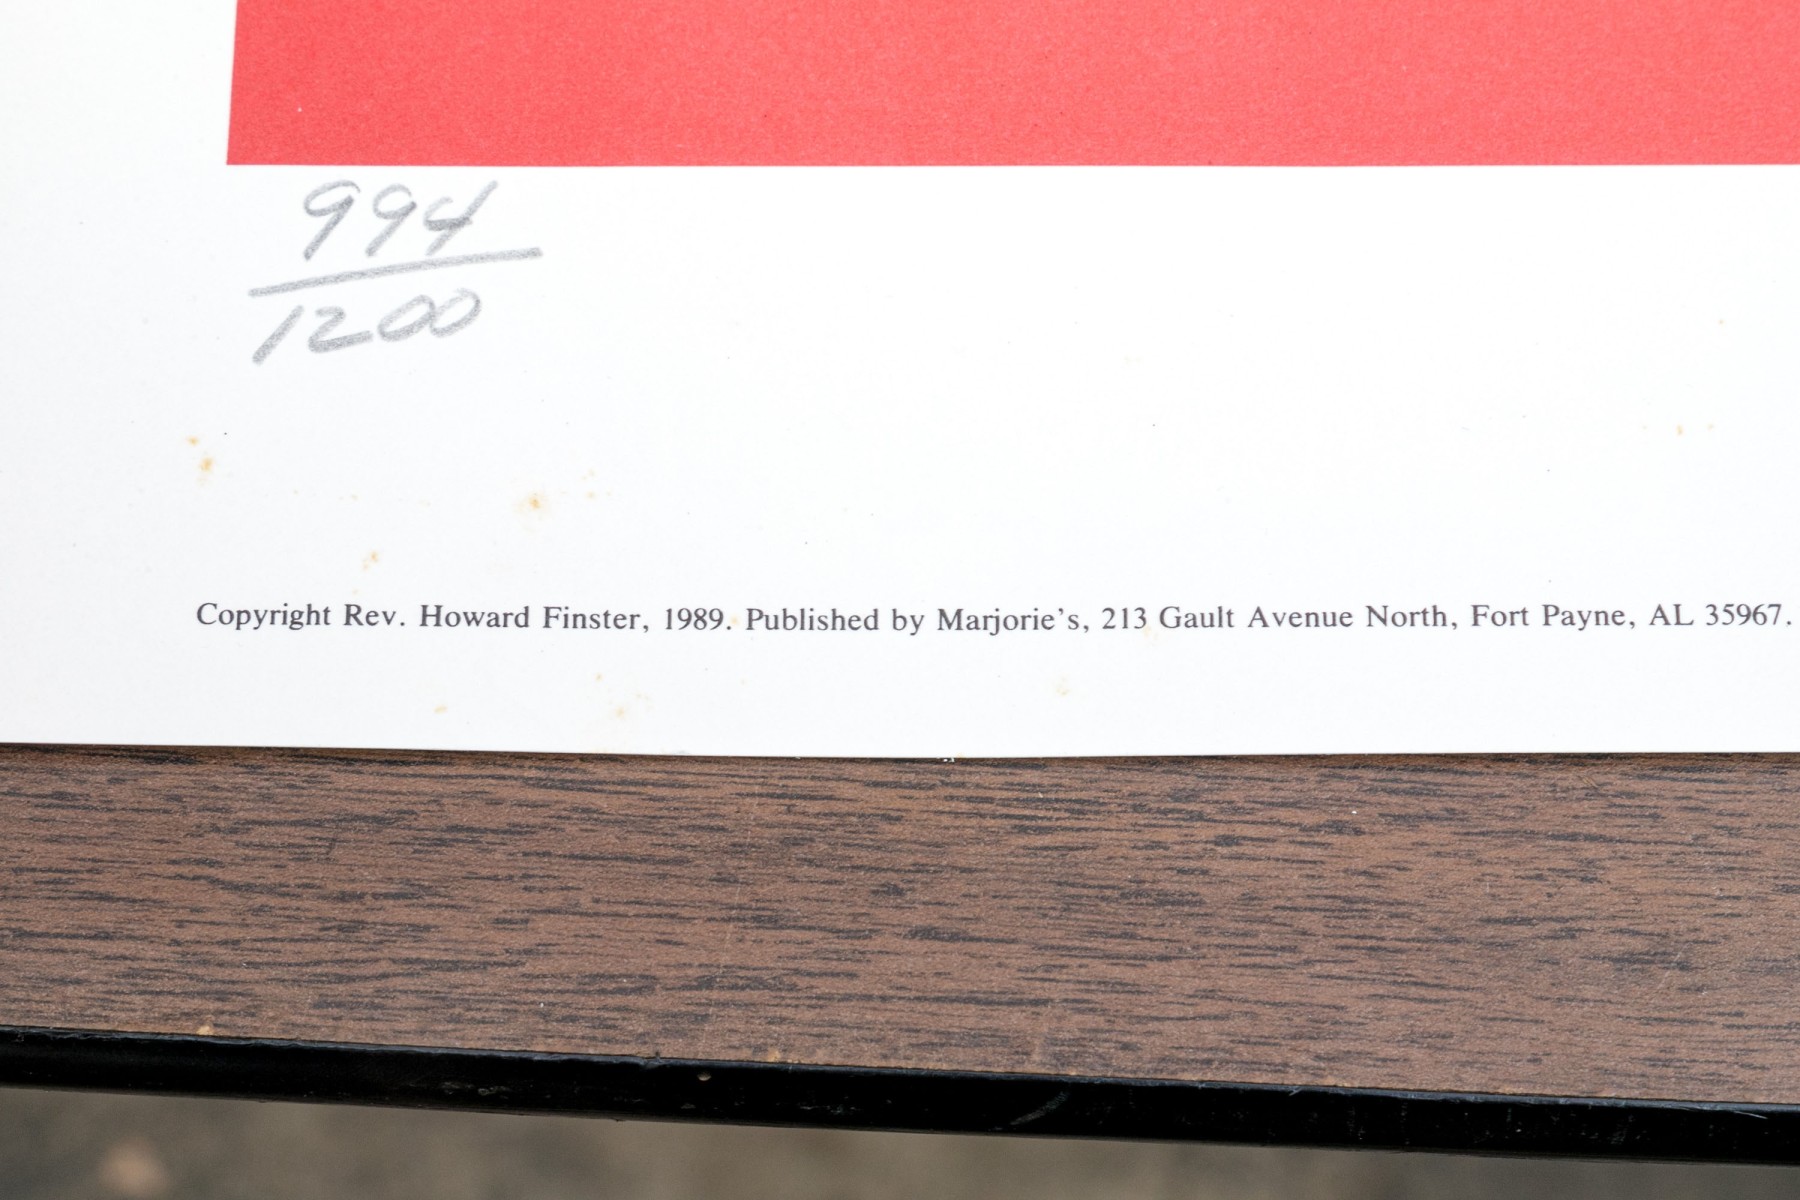 994
1200
Copyright Rev. Howard Finster, 1989. Published by Marjorie's, 213 Gault Avenue North, Fort Payne, AL 35967.